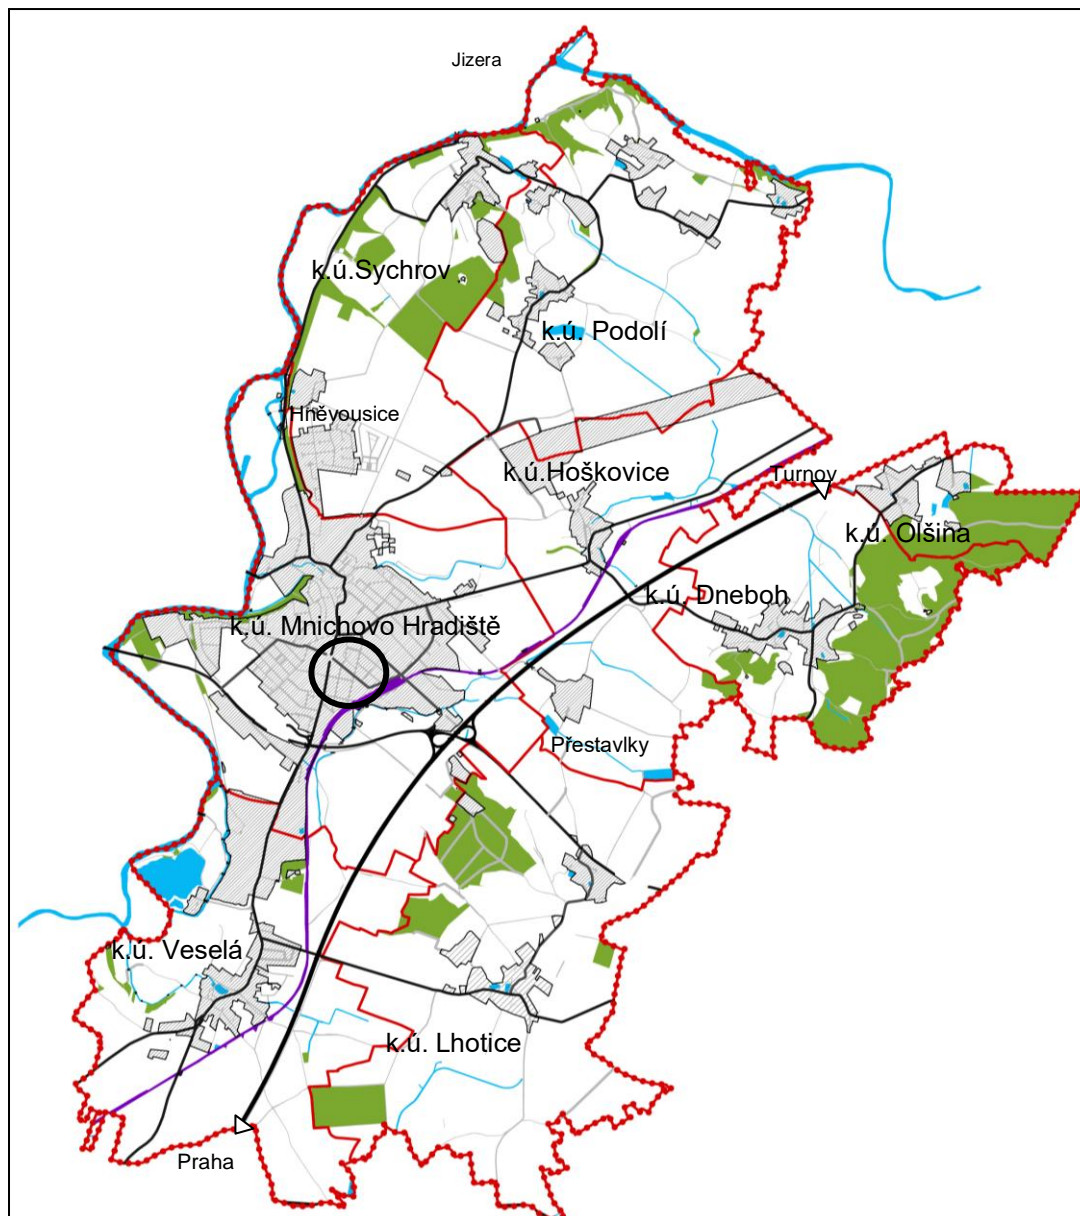 Jizera
k.ú.Sychrov
k.ú. Podolí
Hněvousice
k.ú.Hoškovice
Turnov
k.ú. Olšina
k.ú. Dneboh
k.ú. Mnichovo Hradiště
Přestavlky
k.ú. Veselá
k.ú. Lhotice
Praha